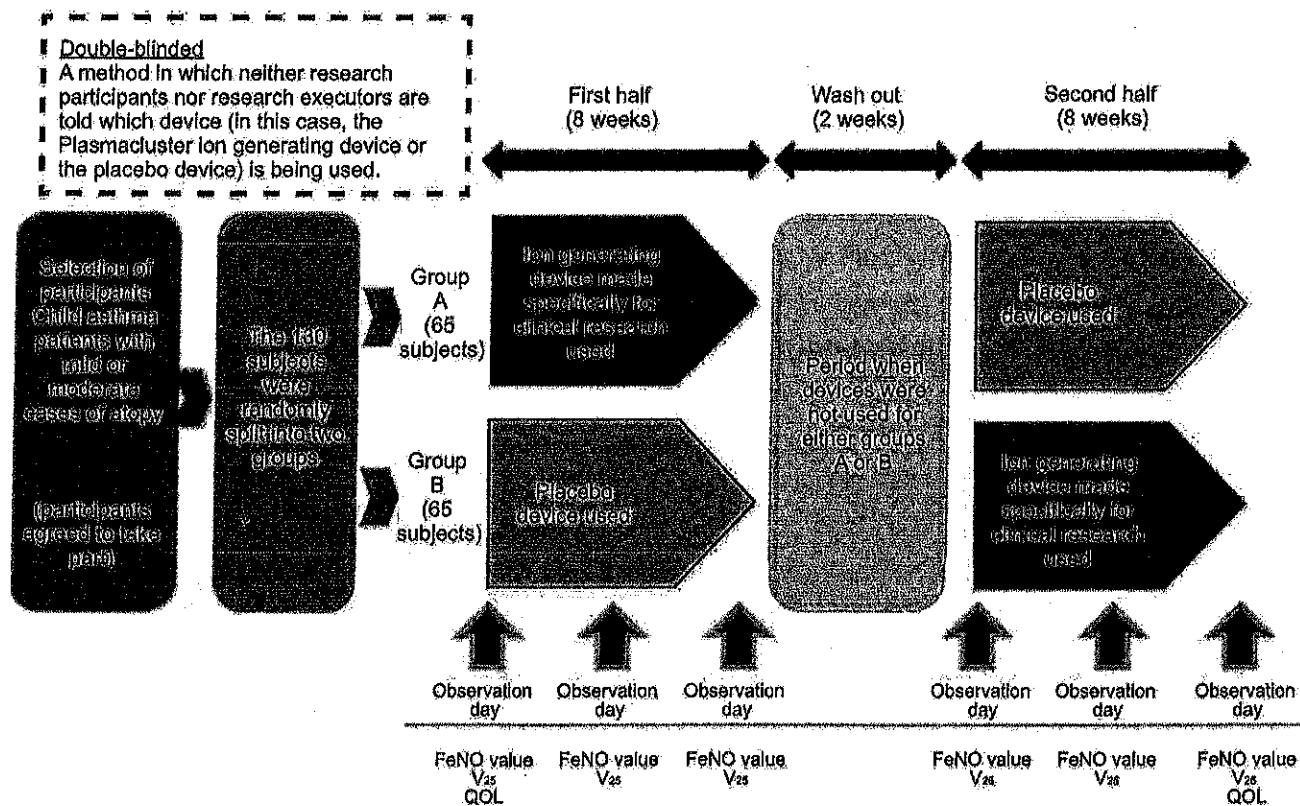 Double-blinded
A method in which neither research
participants nor research executors are
told which device (in this case, the
Plasmacluster ion generating device or
the placebo device) is being used.
First half
(8 weeks)
Wash out
(2 weeks)
Second half
(8 weeks)
Selection of
participants
Child asthma
patients with
mild or
moderate
cases of atopy
(participants
agreed to take
part)
The 130
subjects
were
randomly
split into two
groups
Group
A
(65
subjects)
Group
B
(65
subjects)
Ion generating
device made
specifically for
clinical research
used
Placebo
device used
Period when
devices were
not used for
either groups
A or B
Placebo
device used
Ion generating
device made
specifically for
clinical research
used
Observation
day
Observation
day
Observation
day
Observation
day
Observation
day
Observation
day
FeNO value
V25
QOL
FeNO value
V25
FeNO value
V25
FeNO value
V25
FeNO value
V25
FeNO value
V25
QOL